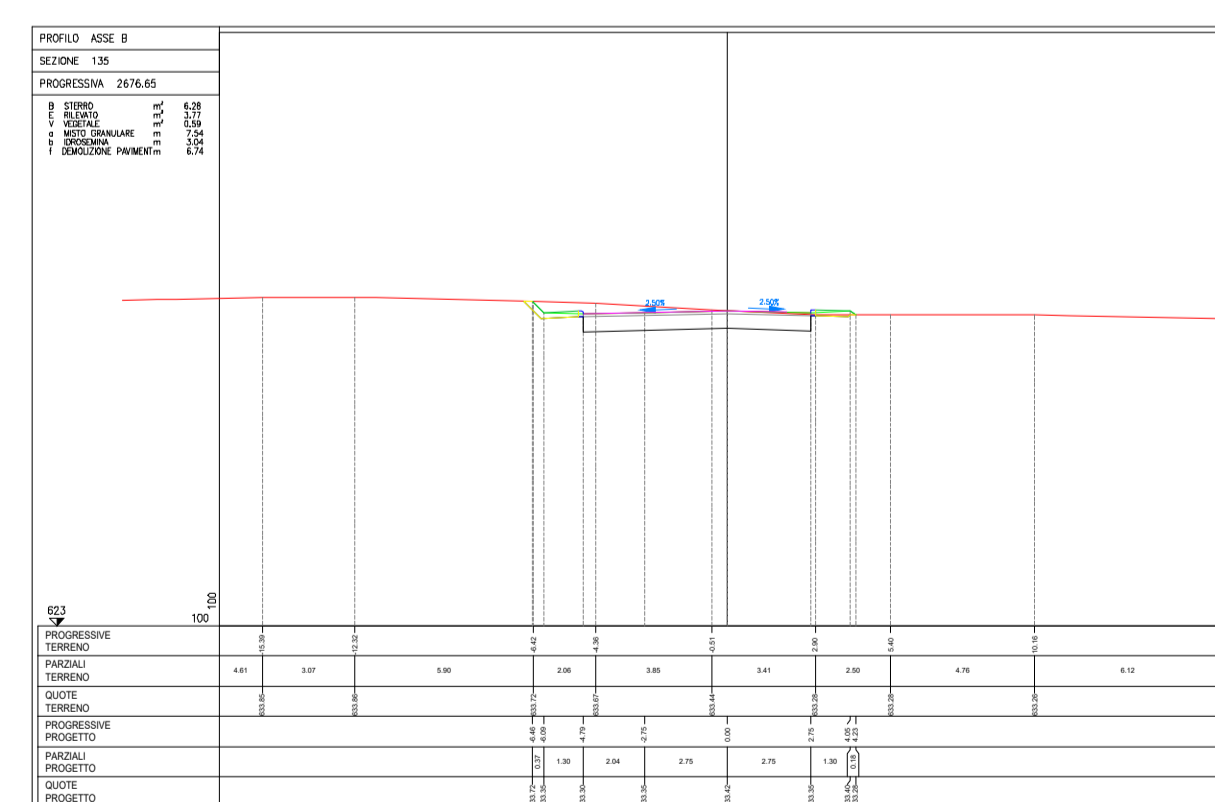 PROFILO ASSE B
SEZIONE 135
PROGRESSIVA 2676.65
B STERRO m² 6.28
E RILEVATO m² 3.77
V VEGETALE m² 0.59
a MISTO GRANULARE m 7.54
b IDROSEMINA m 3.04
f DEMOLIZIONE PAVIMENT m 6.74
2.50% 2.50%
623
100
100
PROGRESSIVE TERRENO -15.39 -12.32 -6.42 -4.36 -0.51 2.90 5.40 10.16
PARZIALI TERRENO 4.61 3.07 5.90 2.06 3.85 3.41 2.50 4.76 6.12
QUOTE TERRENO 633.85 633.86 633.72 633.67 633.44 633.28 633.28 633.26
PROGRESSIVE PROGETTO -6.46 -6.09 -4.79 -2.75 0.00 2.75 4.05 4.23
PARZIALI PROGETTO 0.37 1.30 2.04 2.75 2.75 1.30 0.18
QUOTE PROGETTO 33.72 33.35 33.30 33.35 33.42 33.35 33.40 33.28